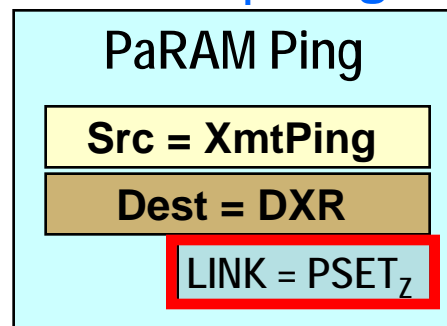 PaRAM Ping
Src = XmtPing
Dest = DXR
LINK = PSETZ